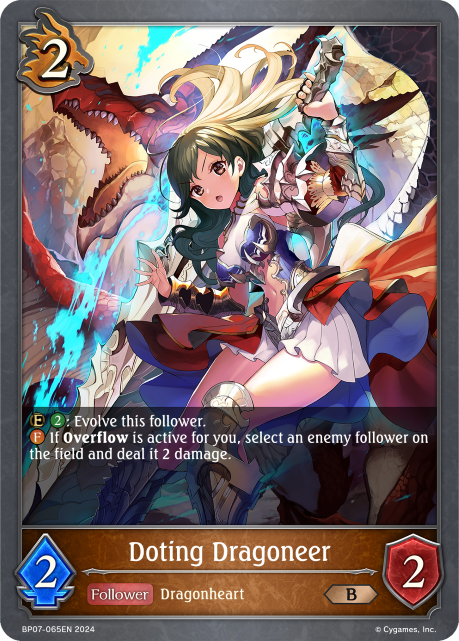 2
E 2: Evolve this follower.
F If Overflow is active for you, select an enemy follower on
the field and deal it 2 damage.
Doting Dragoneer
2
Follower Dragonheart
B
2
BP07-065EN 2024
© Cygames, Inc.